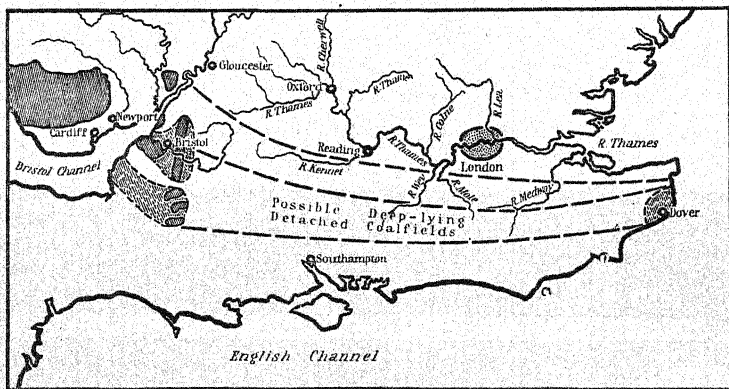 R. Cherwell
Gloucester
Oxford
R. Thames
R. Thames
R. Colne
R. Lea
Newport
Cardiff
Bristol
Reading
R. Thames
R. Thames
Bristol Channel
R. Kennet
London
R. Wey
R. Mole
R. Medway
Possible Deep-lying
Detached Coalfields
Dover
Southampton
English Channel